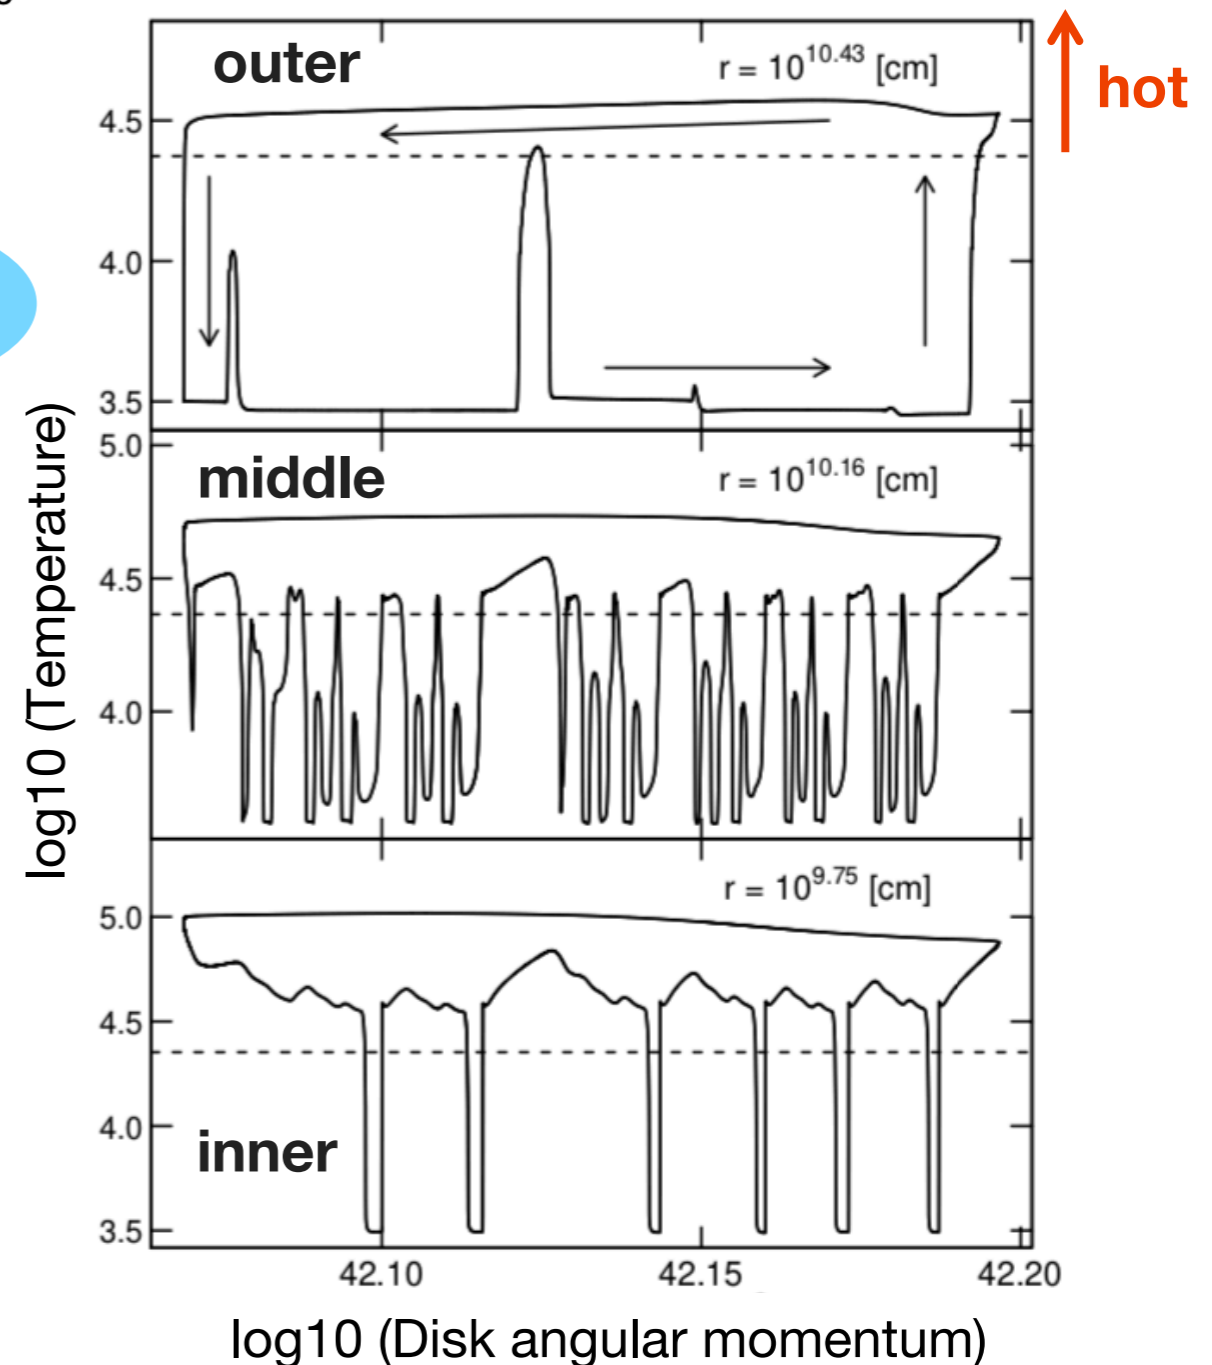 outer
r = 10^10.43 [cm]
hot
4.5
4.0
3.5
middle
r = 10^10.16 [cm]
5.0
4.5
4.0
r = 10^9.75 [cm]
5.0
4.5
4.0
inner
3.5
42.10 42.15 42.20
log10 (Temperature)
log10 (Disk angular momentum)